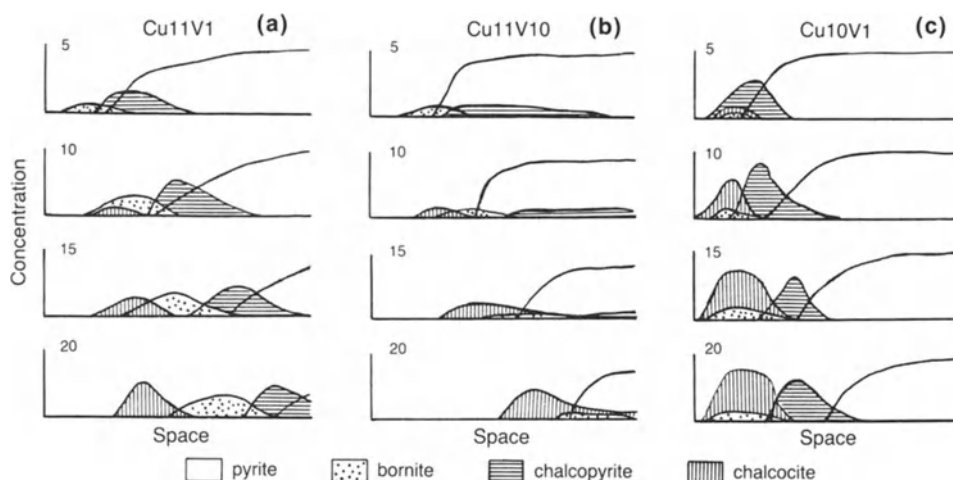 Cu11V1 (a)
Cu11V10 (b)
Cu10V1 (c)
5
5
5
10
10
10
15
15
15
20
20
20
Concentration
Space
Space
Space
pyrite
bornite
chalcopyrite
chalcocite